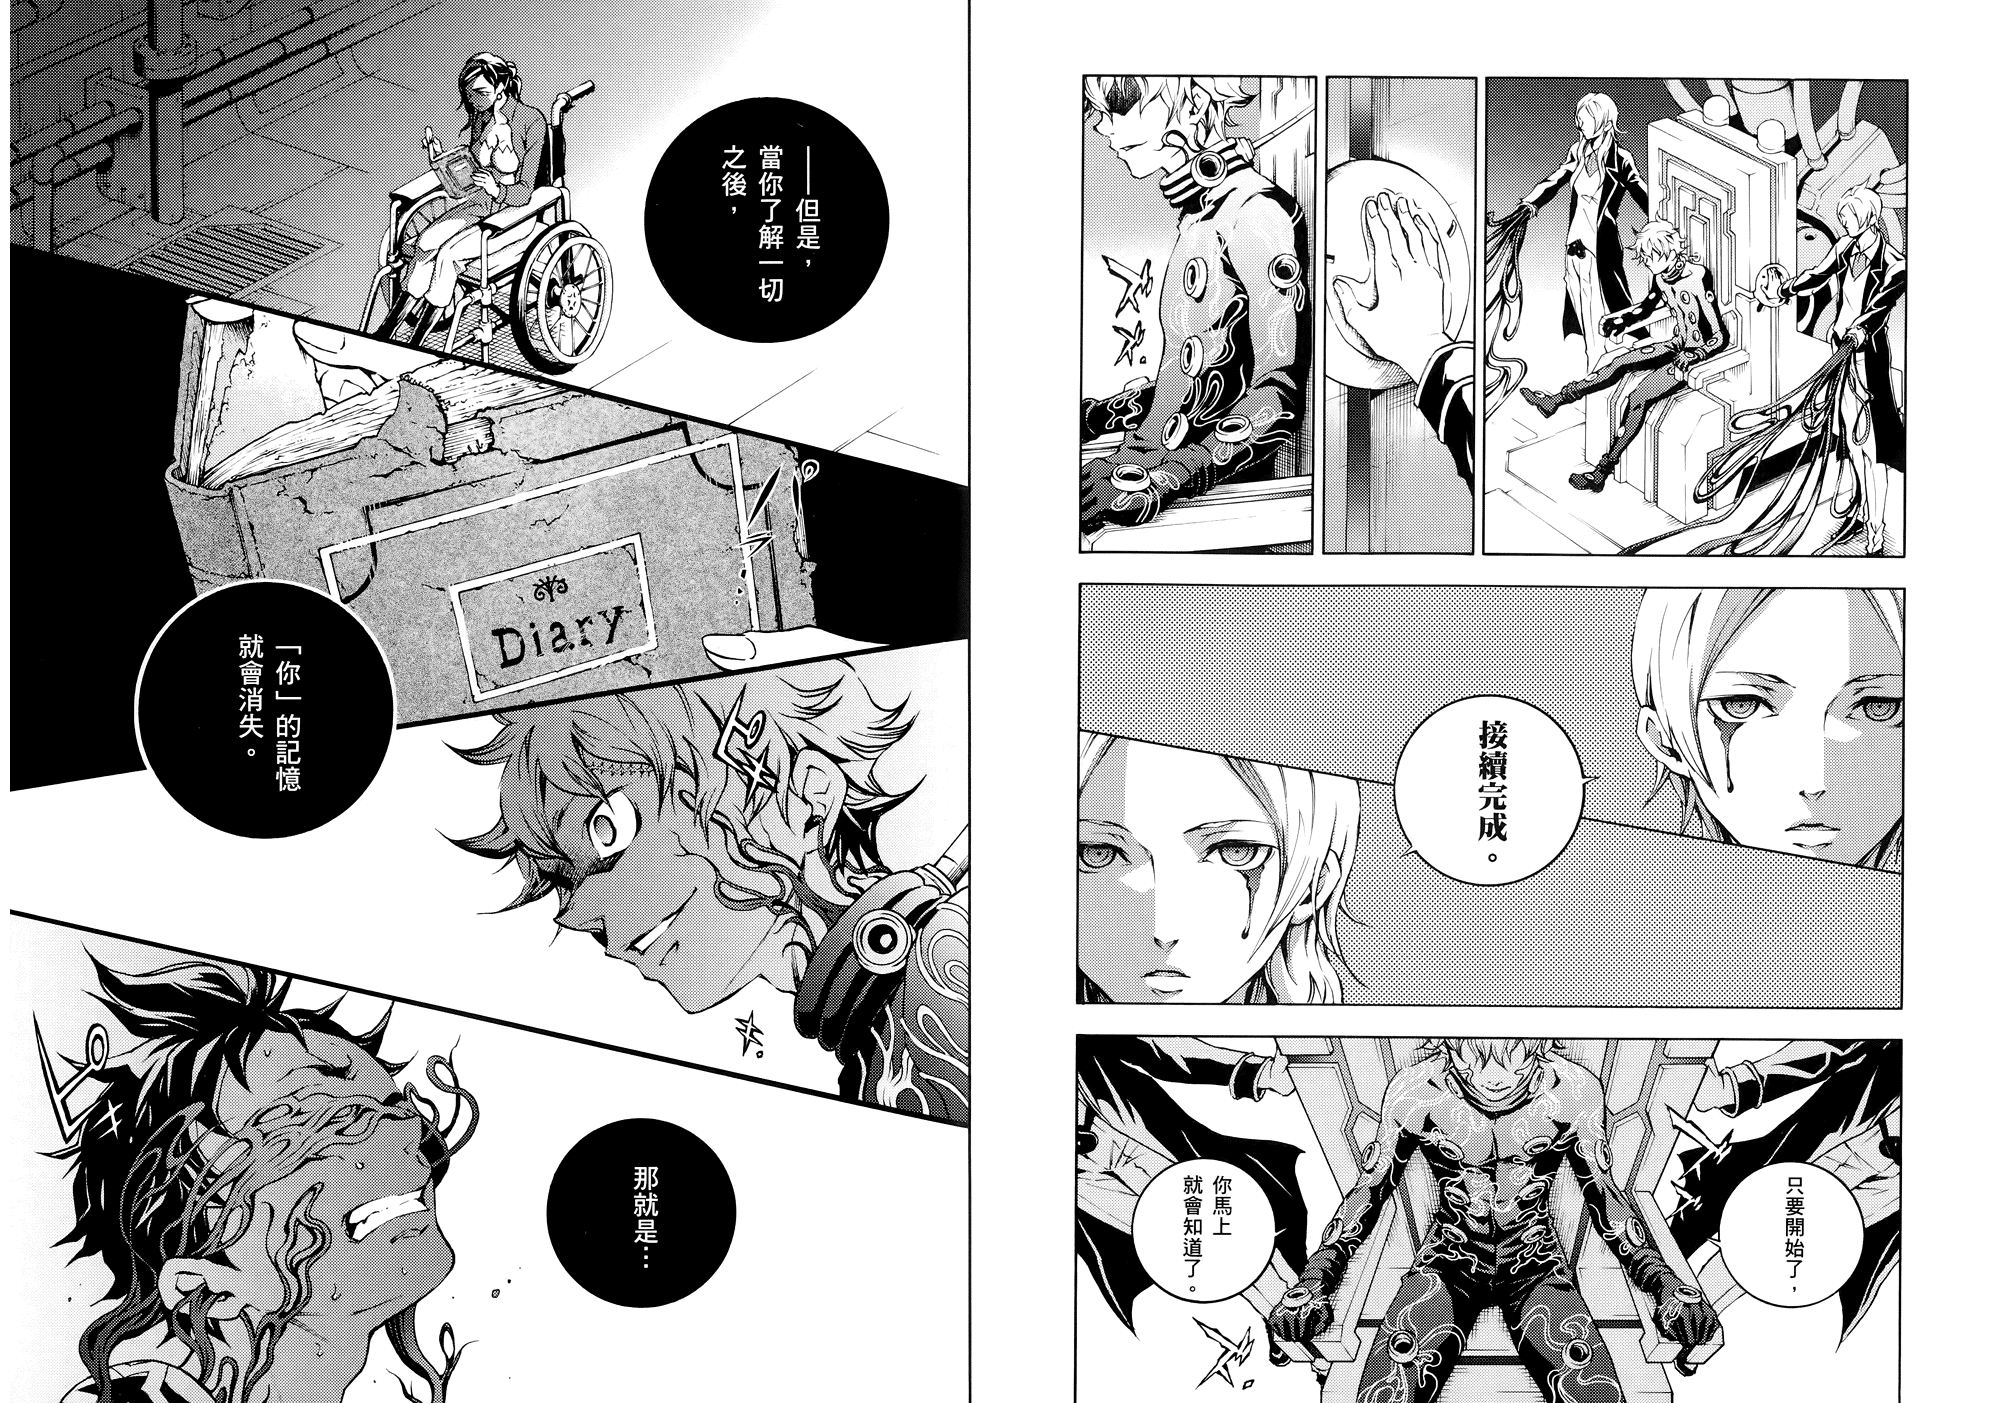 接續完成。
只要開始了，
你馬上
就會知道了。
──但是，
當你了解一切
之後，
Diary
「你」的記憶
就會消失。
那就是…